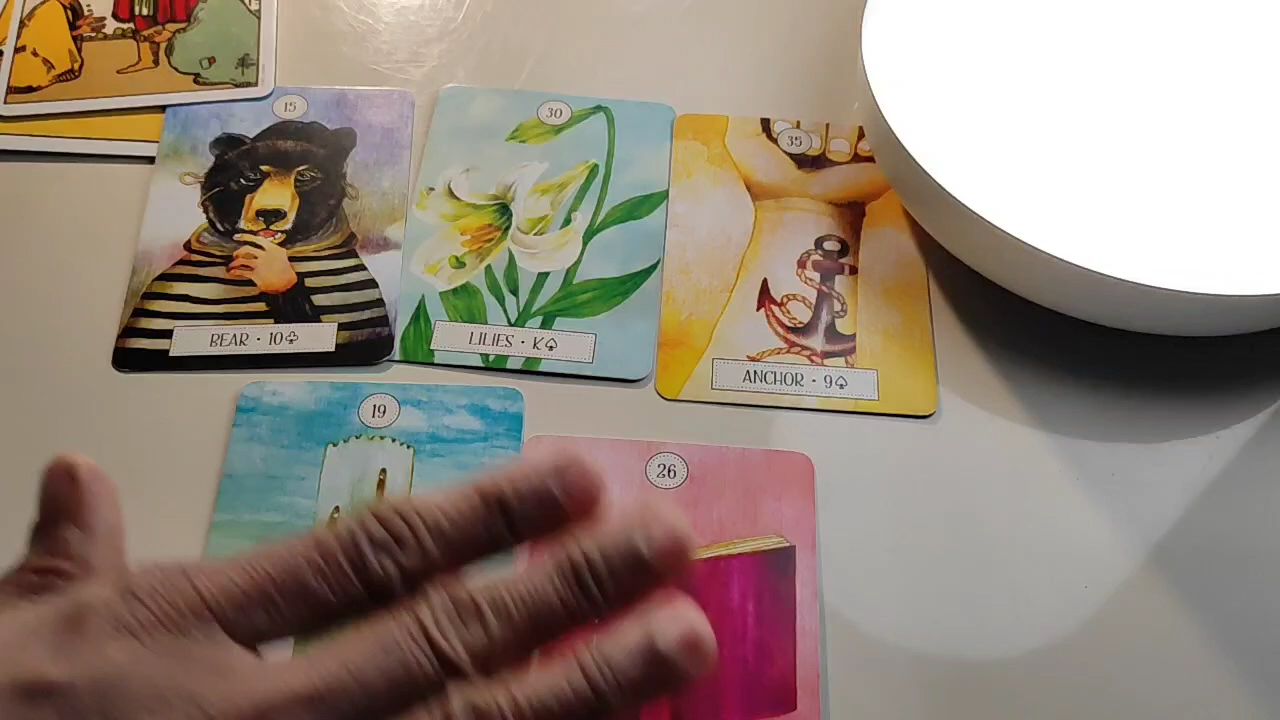 15
BEAR • 10♣
30
LILIES • K♠
35
ANCHOR • 9♠
19
26